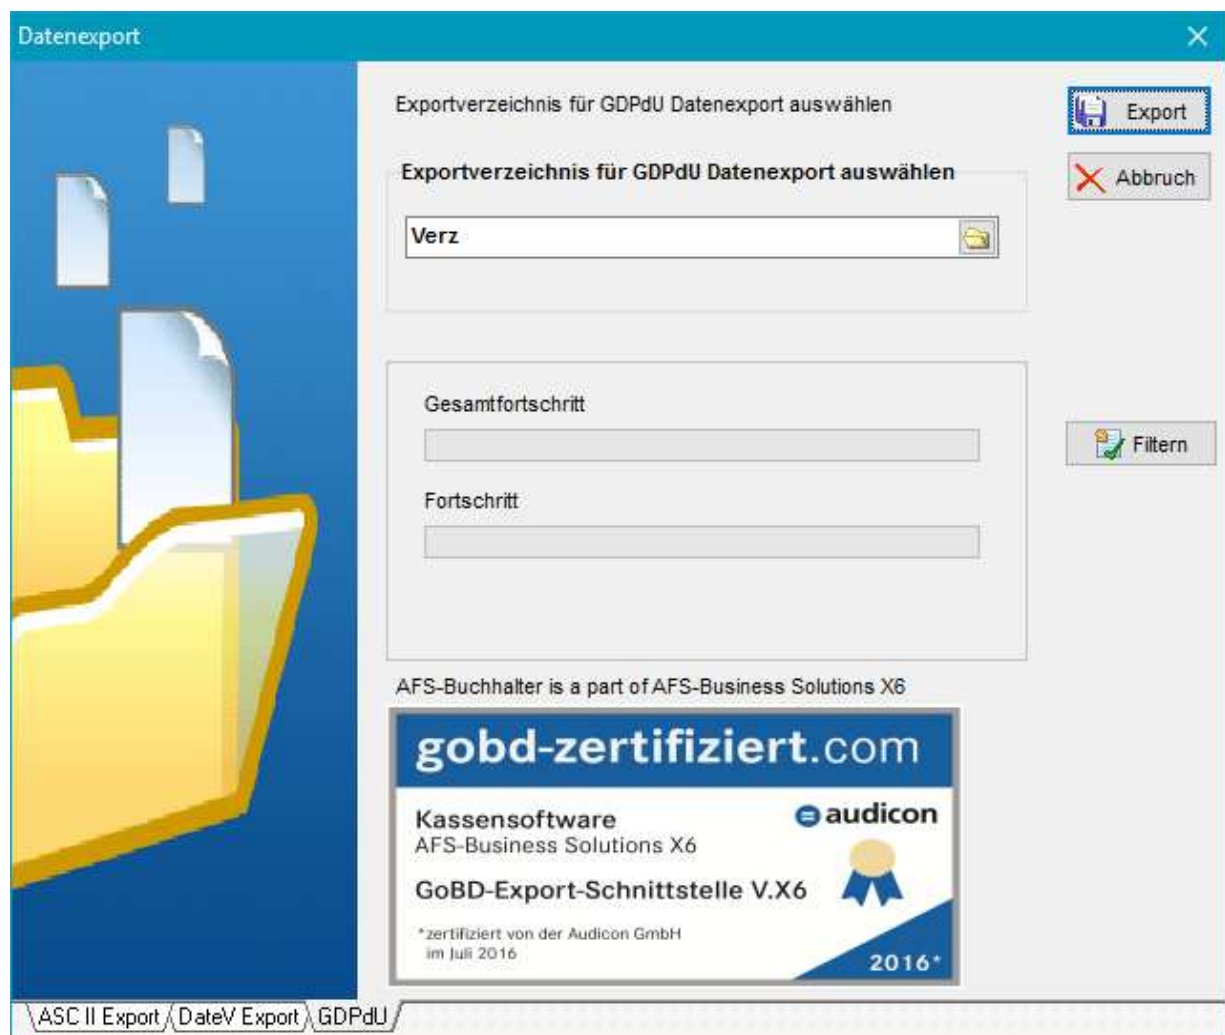 Datenexport
Exportverzeichnis für GDPdU Datenexport auswählen
Export
Exportverzeichnis für GDPdU Datenexport auswählen
Abbruch
Verz
Gesamtfortschritt
Filtern
Fortschritt
AFS-Buchhalter is a part of AFS-Business Solutions X6
gobd-zertifiziert.com
audicon
Kassensoftware
AFS-Business Solutions X6
GoBD-Export-Schnittstelle V.X6
*zertifiziert von der Audicon GmbH
im Juli 2016
2016*
ASC II Export DateV Export GDPdU